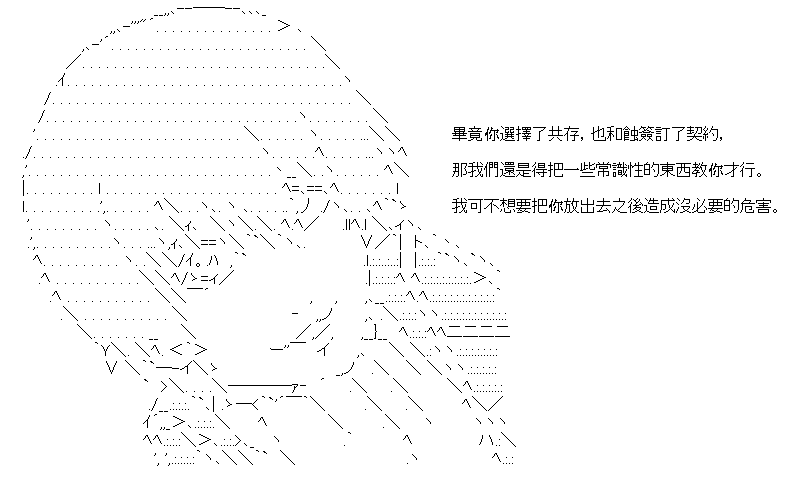 畢竟你選擇了共存，也和蝕簽訂了契約，
那我們還是得把一些常識性的東西教你才行。
我可不想要把你放出去之後造成沒必要的危害。